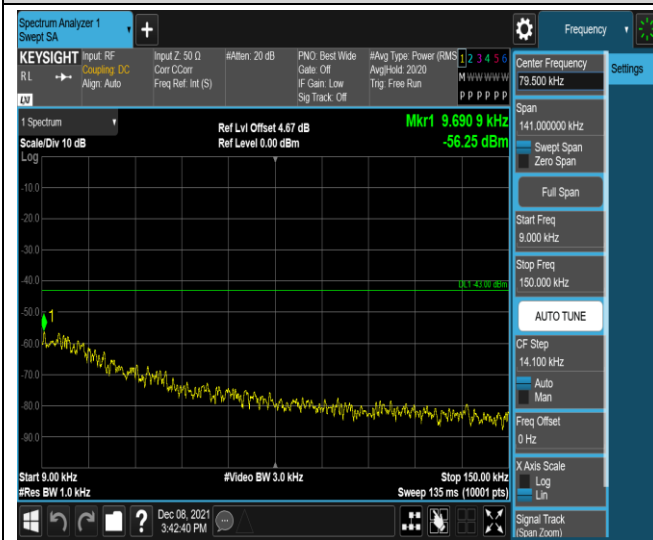 Spectrum Analyzer 1
Swept SA
+
Frequency
KEYSIGHT
RL
LXI
Input: RF
Coupling: DC
Align: Auto
Input Z: 50 Ω
Corr CCorr
Freq Ref: Int (S)
#Atten: 20 dB
PNO: Best Wide
Gate: Off
IF Gain: Low
Sig Track: Off
#Avg Type: Power (RMS
Avg|Hold: 20/20
Trig: Free Run
1 2 3 4 5 6
M W W W W W
P P P P P P
1 Spectrum
Scale/Div 10 dB
Log
Ref Lvl Offset 4.67 dB
Ref Level 0.00 dBm
Mkr1 9.690 9 kHz
-56.25 dBm
-10.0
-20.0
-30.0
-40.0
DL1 -43.00 dBm
-50.0
1
-60.0
-70.0
-80.0
-90.0
Start 9.00 kHz
#Res BW 1.0 kHz
#Video BW 3.0 kHz
Stop 150.00 kHz
Sweep 135 ms (10001 pts)
?
Dec 08, 2021
3:42:40 PM
Center Frequency
79.500 kHz
Settings
Span
141.000000 kHz
Swept Span
Zero Span
Full Span
Start Freq
9.000 kHz
Stop Freq
150.000 kHz
AUTO TUNE
CF Step
14.100 kHz
Auto
Man
Freq Offset
0 Hz
X Axis Scale
Log
Lin
Signal Track
(Span Zoom)